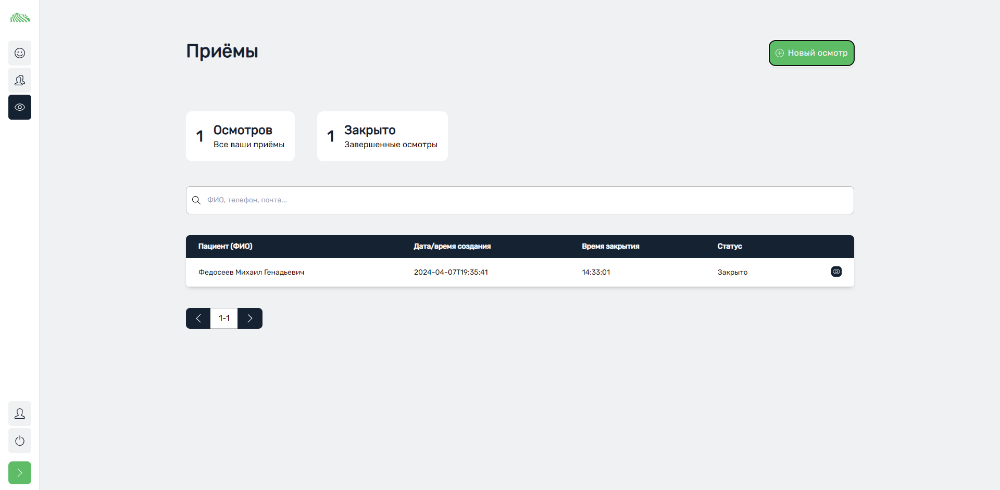 Приёмы
Новый осмотр
1 Осмотров
Все ваши приёмы
1 Закрыто
Завершенные осмотры
ФИО, телефон, почта...
Пациент (ФИО) Дата/время создания Время закрытия Статус
Федосеев Михаил Генадьевич 2024-04-07T19:35:41 14:33:01 Закрыто
1-1